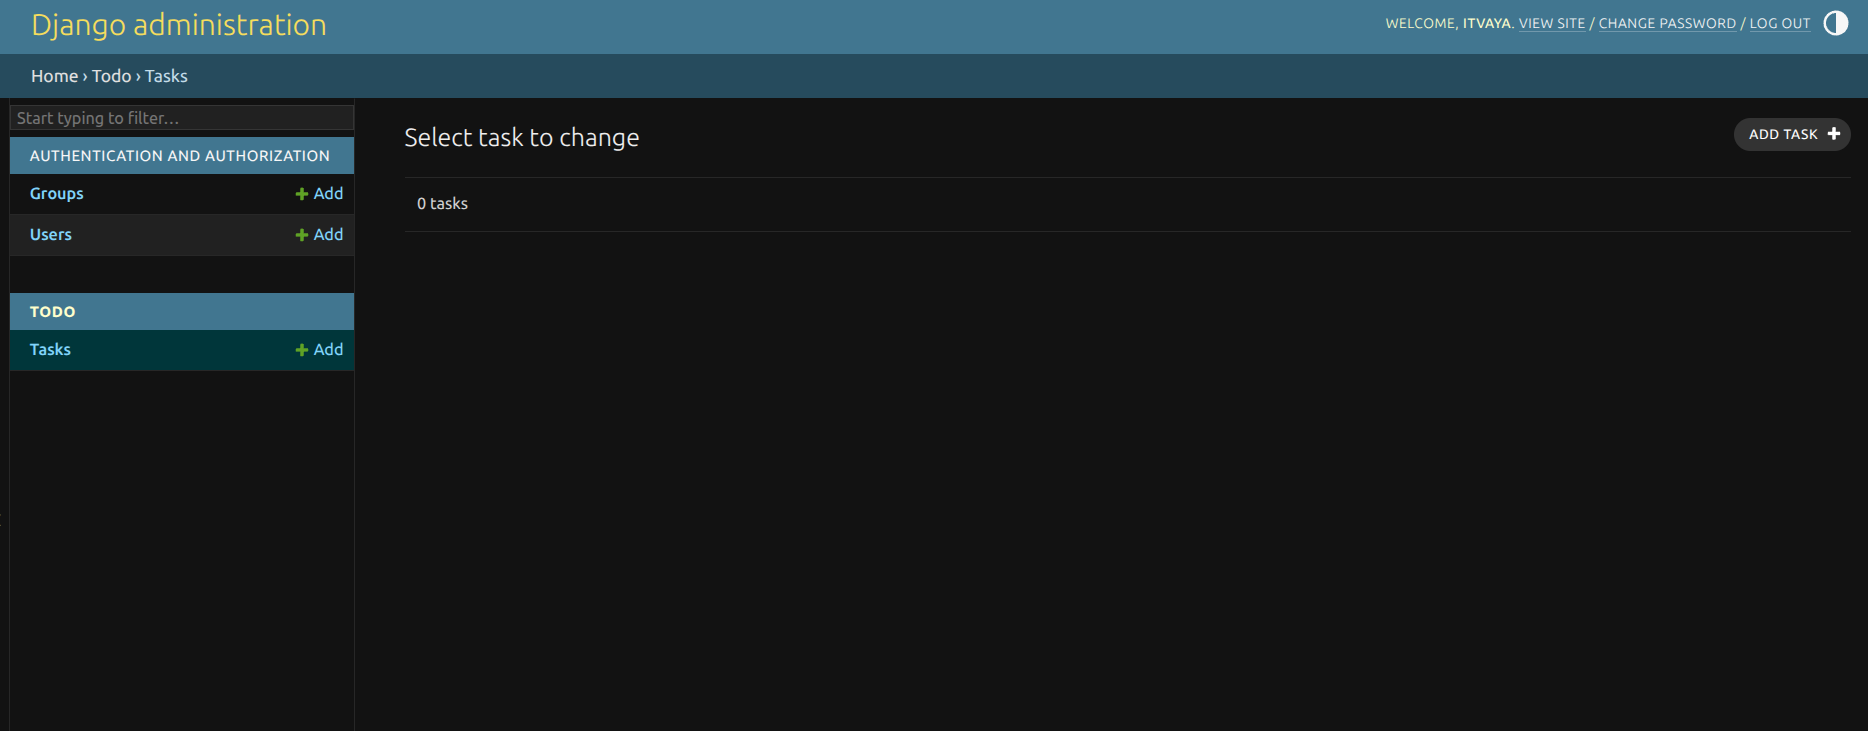 Django administration
WELCOME, ITVAYA. VIEW SITE / CHANGE PASSWORD / LOG OUT
Home › Todo › Tasks
Start typing to filter...
AUTHENTICATION AND AUTHORIZATION
Groups + Add
Users + Add
TODO
Tasks + Add
Select task to change
ADD TASK +
0 tasks